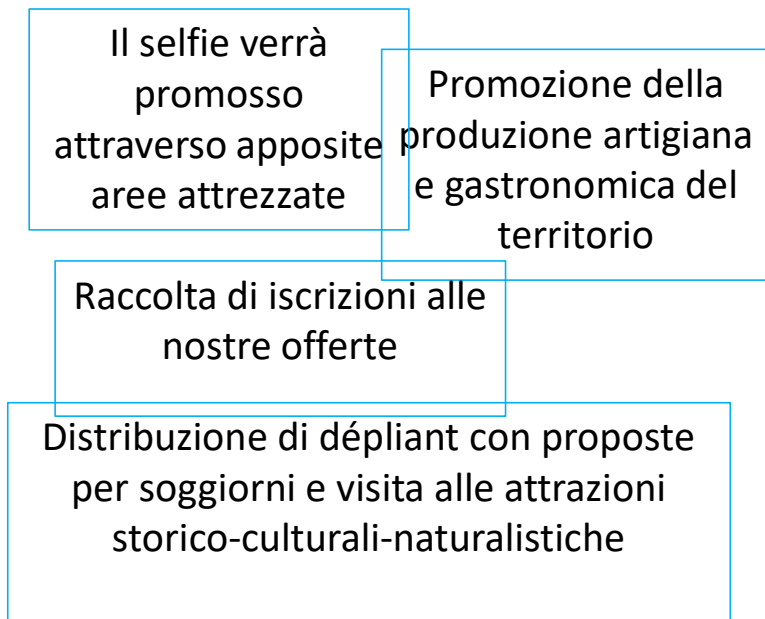 Il selfie verrà
promosso
attraverso apposite
aree attrezzate
Promozione della
produzione artigiana
e gastronomica del
territorio
Raccolta di iscrizioni alle
nostre offerte
Distribuzione di dépliant con proposte
per soggiorni e visita alle attrazioni
storico-culturali-naturalistiche